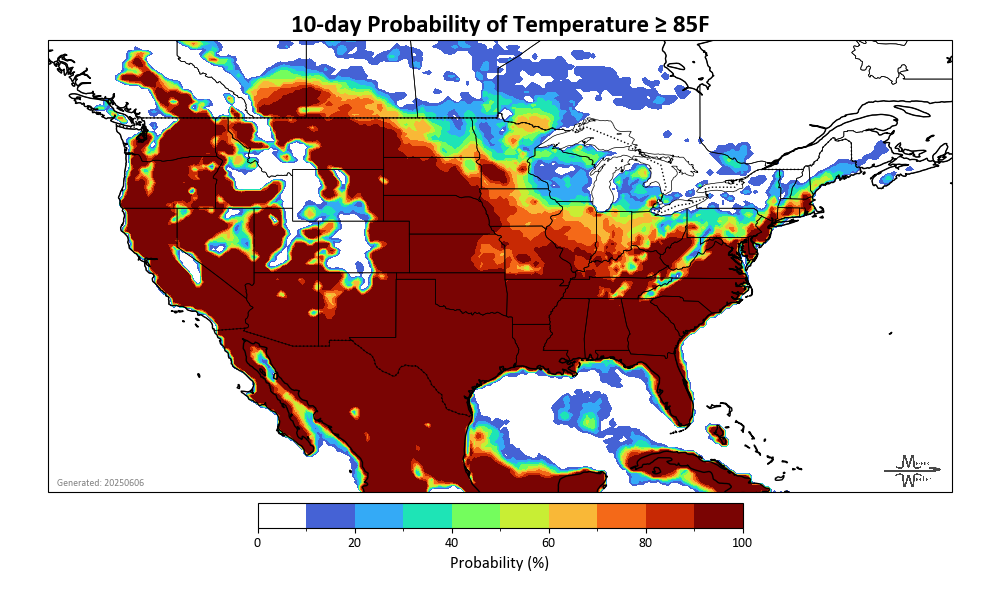 10-day Probability of Temperature ≥ 85F
Generated: 20250606
0 20 40 60 80 100
Probability (%)